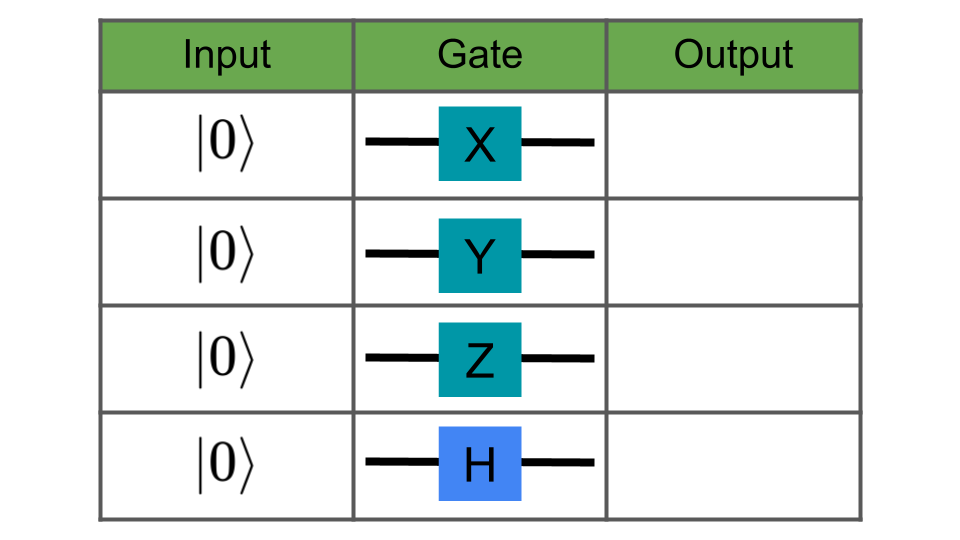 Input Gate Output
|0⟩ X
|0⟩ Y
|0⟩ Z
|0⟩ H